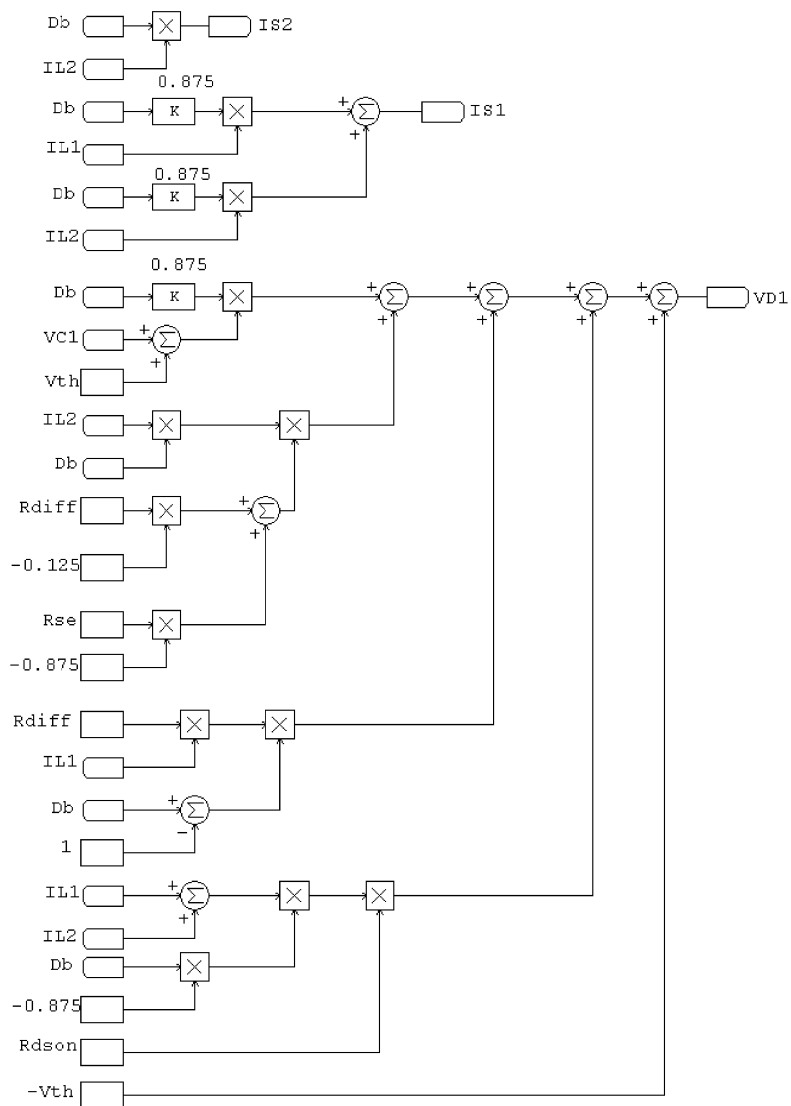 Db
IS2
IL2
0.875
Db
K
+
Σ
IS1
+
IL1
0.875
Db
K
IL2
0.875
Db
K
+
Σ
+
Σ
+
Σ
+
Σ
VD1
+
+
+
+
VC1
+
Σ
+
Vth
IL2
Db
Rdiff
+
Σ
+
-0.125
Rse
-0.875
Rdiff
IL1
Db
+
Σ
−
1
IL1
+
Σ
+
IL2
Db
-0.875
Rdson
-Vth